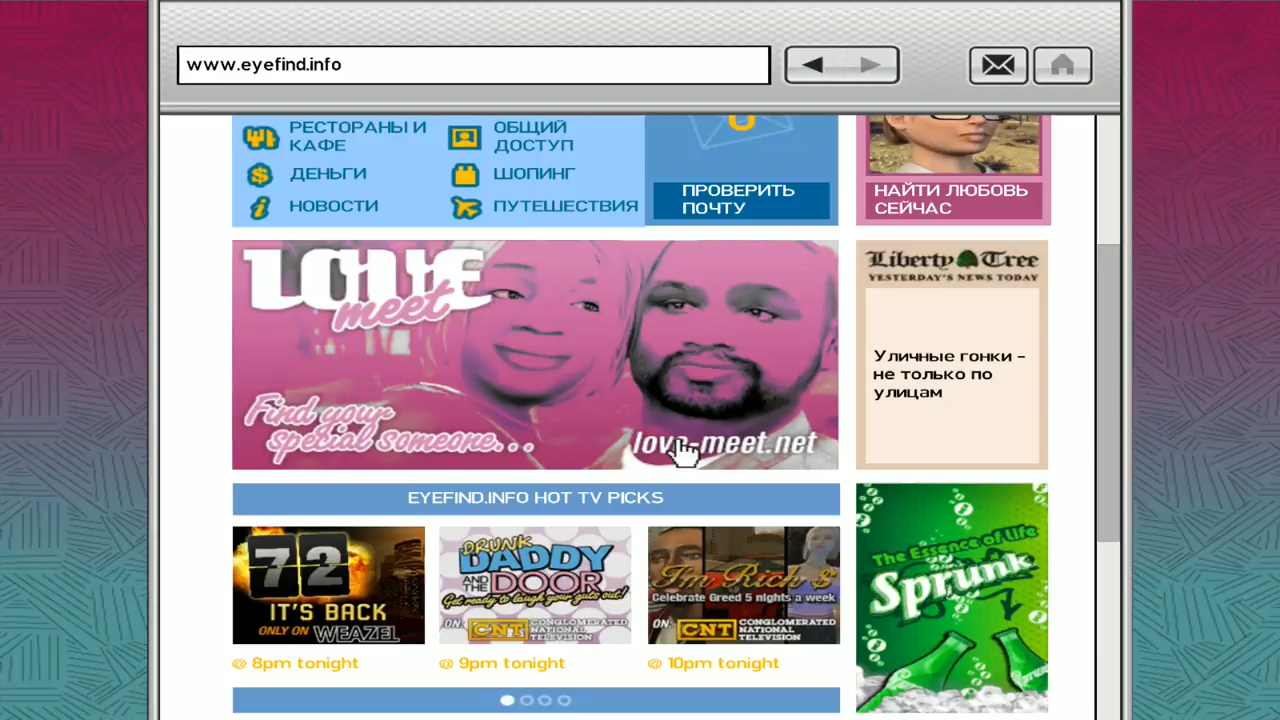 www.eyefind.info
РЕСТОРАНЫ И
КАФЕ
ОБЩИЙ
ДОСТУП
ДЕНЬГИ
ШОПИНГ
НОВОСТИ
ПУТЕШЕСТВИЯ
0
ПРОВЕРИТЬ
ПОЧТУ
НАЙТИ ЛЮБОВЬ
СЕЙЧАС
LOVE
meet
Find your
special someone...
love-meet.net
Liberty Tree
YESTERDAY'S NEWS TODAY
Уличные гонки –
не только по
улицам
EYEFIND.INFO HOT TV PICKS
72
IT'S BACK
ONLY ON WEAZEL
@ 8pm tonight
DRUNK
DADDY
AND THE DOOR
Get ready to laugh your guts out!
ON: CNT CONGLOMERATED
NATIONAL
TELEVISION
@ 9pm tonight
I'm Rich $
Celebrate Greed 5 nights a week
ON: CNT CONGLOMERATED
NATIONAL
TELEVISION
@ 10pm tonight
The Essence of Life
Sprunk